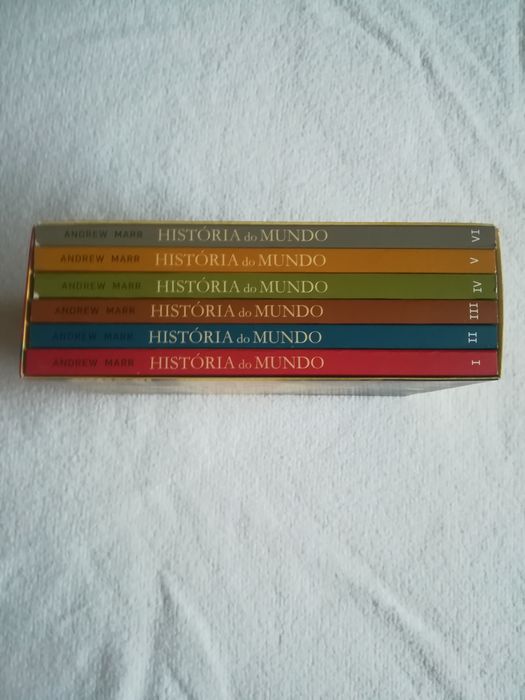 ANDREW MARR HISTÓRIA do MUNDO VI
ANDREW MARR HISTÓRIA do MUNDO V
ANDREW MARR HISTÓRIA do MUNDO IV
ANDREW MARR HISTÓRIA do MUNDO III
ANDREW MARR HISTÓRIA do MUNDO II
ANDREW MARR HISTÓRIA do MUNDO I